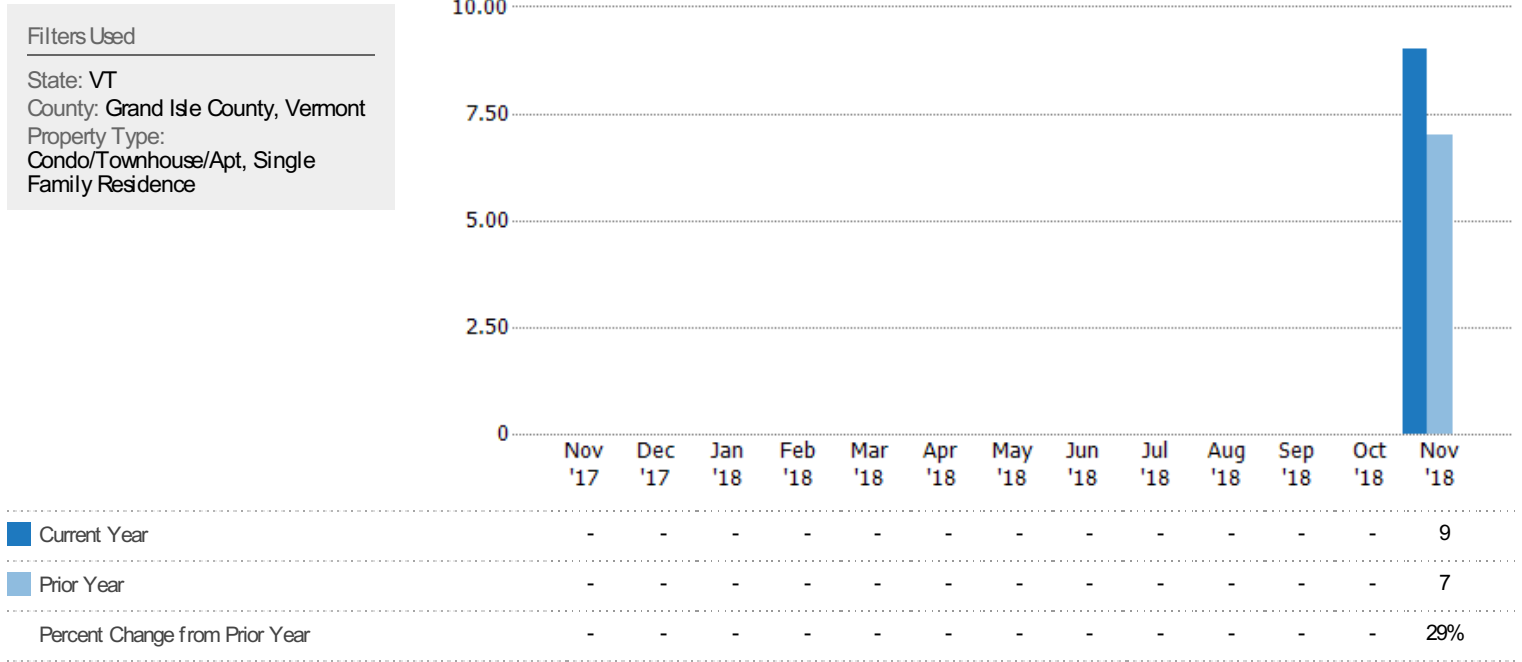 Filters Used
State: VT
County: Grand Isle County, Vermont
Property Type:
Condo/Townhouse/Apt, Single
Family Residence
10.00
7.50
5.00
2.50
0
Nov Dec Jan Feb Mar Apr May Jun Jul Aug Sep Oct Nov
'17 '17 '18 '18 '18 '18 '18 '18 '18 '18 '18 '18 '18
Current Year - - - - - - - - - - - - 9
Prior Year - - - - - - - - - - - - 7
Percent Change from Prior Year - - - - - - - - - - - - 29%